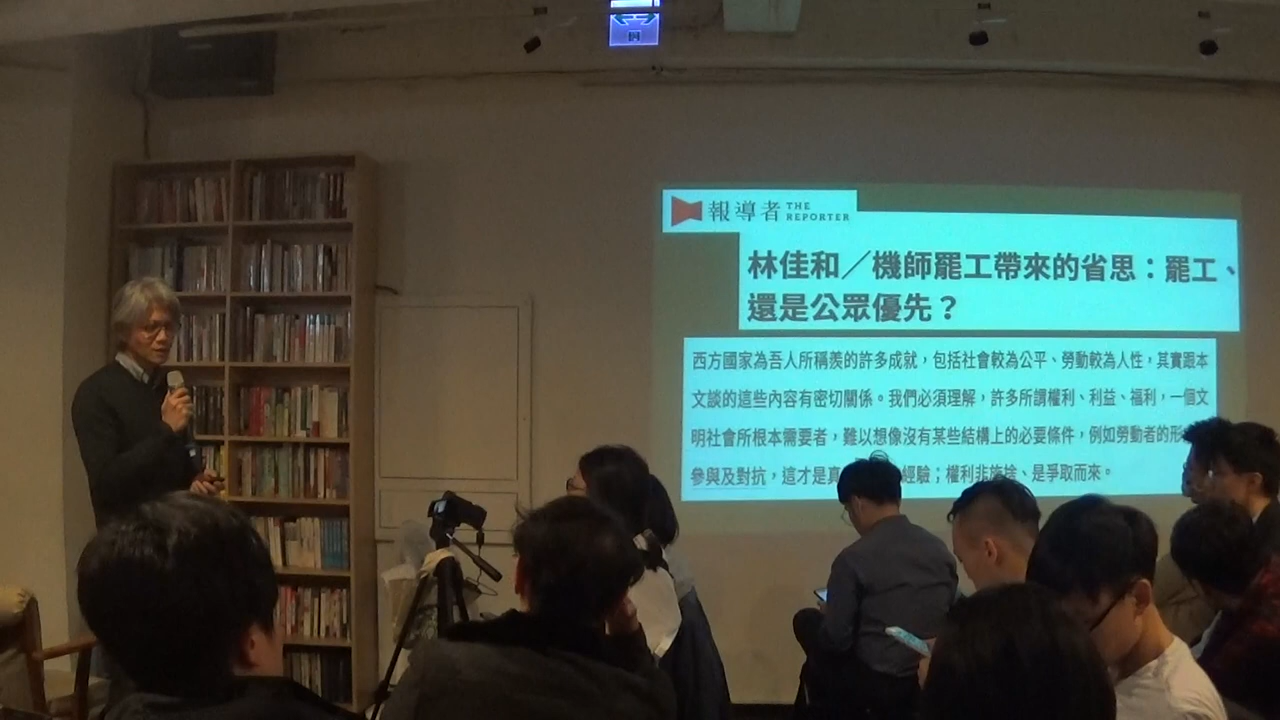 報導者 THE
REPORTER
林佳和／機師罷工帶來的省思：罷工、
還是公眾優先？
西方國家為吾人所稱羨的許多成就，包括社會較為公平、勞動較為人性，其實跟本
文談的這些內容有密切關係。我們必須理解，許多所謂權利、利益、福利，一個文
明社會所根本需要者，難以想像沒有某些結構上的必要條件，例如勞動者的形
參與及對抗，這才是真 經驗；權利非施捨、是爭取而來。